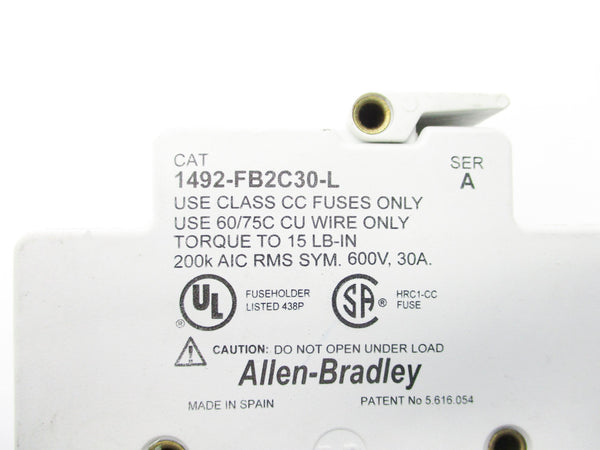 CAT
SER
1492-FB2C30-L
A
USE CLASS CC FUSES ONLY
USE 60/75C CU WIRE ONLY
TORQUE TO 15 LB-IN
200k AIC RMS SYM. 600V, 30A.
UL
®
FUSEHOLDER
LISTED 438P
SA
®
HRC1-CC
FUSE
CAUTION: DO NOT OPEN UNDER LOAD
Allen-Bradley
MADE IN SPAIN
PATENT No 5.616.054